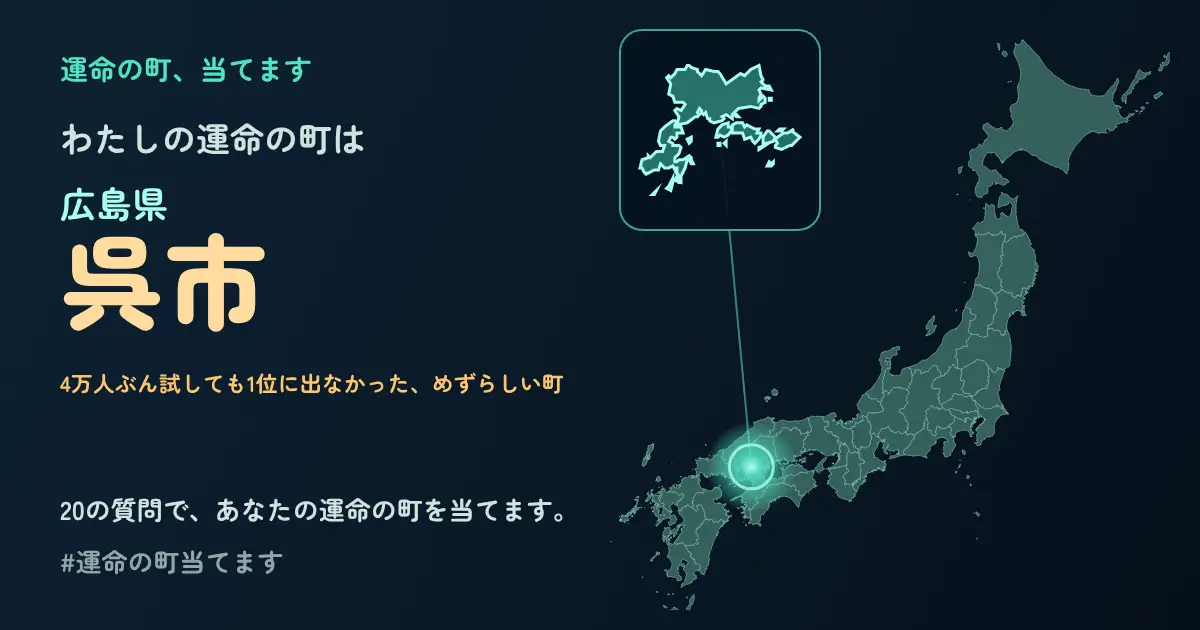 運命の町、当てます
わたしの運命の町は
広島県
呉市
4万人ぶん試しても1位に出なかった、めずらしい町
20の質問で、あなたの運命の町を当てます。
#運命の町当てます